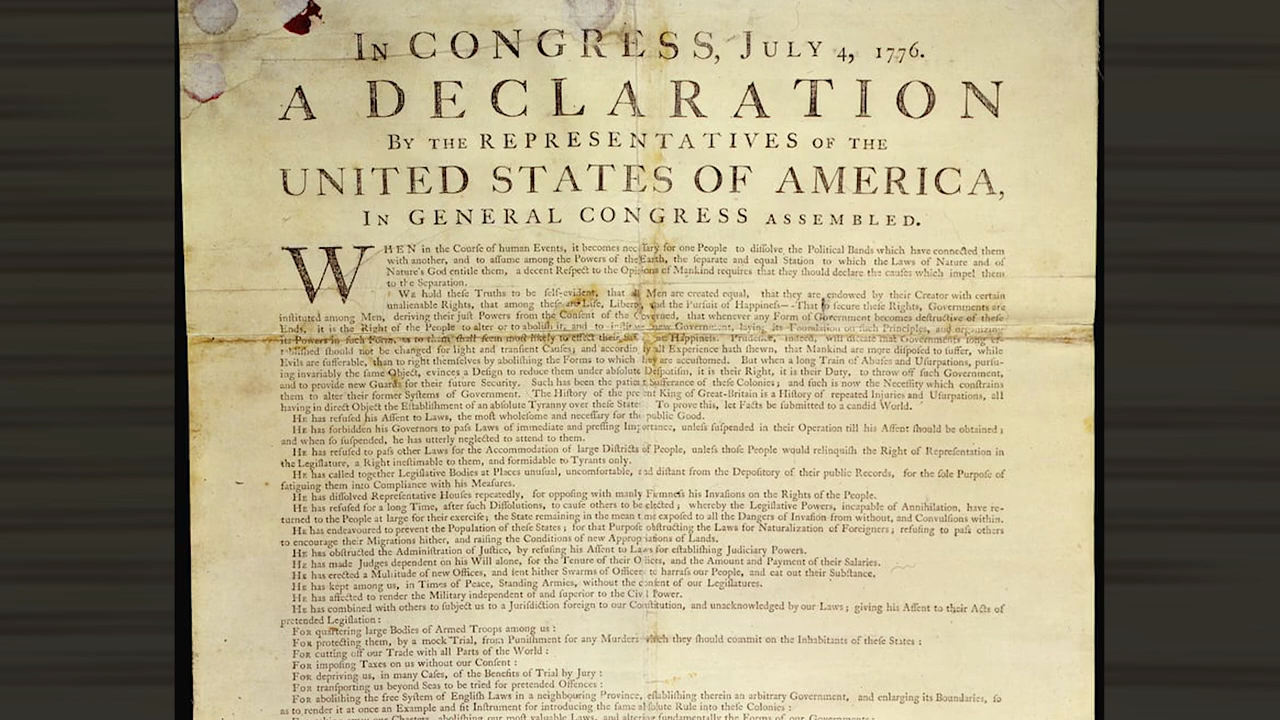 IN CONGRESS, JULY 4, 1776.
A DECLARATION
BY THE REPRESENTATIVES OF THE
UNITED STATES OF AMERICA,
IN GENERAL CONGRESS ASSEMBLED.
WHEN in the Courſe of human Events, it becomes neceſſary for one People to diſſolve the Political Bands which have connected them
with another, and to aſſume among the Powers of the Earth, the ſeparate and equal Station to which the Laws of Nature and of
Nature's God entitle them, a decent Reſpect to the Opinions of Mankind requires that they ſhould declare the cauſes which impel them
to the Separation.
WE hold theſe Truths to be ſelf-evident, that all Men are created equal, that they are endowed by their Creator with certain
unalienable Rights, that among theſe are Life, Liberty, and the Purſuit of Happineſs--That to ſecure theſe Rights, Governments are
inſtituted among Men, deriving their juſt Powers from the Conſent of the Governed, that whenever any Form of Government becomes deſtructive of theſe
Ends, it is the Right of the People to alter or to aboliſh it, and to inſtitute new Government, laying its Foundation on ſuch Principles, and organizing
its Powers in ſuch Form, as to them ſhall ſeem moſt likely to effect their Safety and Happineſs. Prudence, indeed, will dictate that Governments long eſ-
tabliſhed ſhould not be changed for light and tranſient Cauſes; and accordingly all Experience hath ſhewn, that Mankind are more diſpoſed to ſuffer, while
Evils are ſufferable, than to right themſelves by aboliſhing the Forms to which they are accuſtomed. But when a long Train of Abuſes and Uſurpations, purſu-
ing invariably the ſame Object, evinces a Deſign to reduce them under abſolute Deſpotiſm, it is their Right, it is their Duty, to throw off ſuch Government,
and to provide new Guards for their future Security. Such has been the patient Sufferance of theſe Colonies; and ſuch is now the Neceſſity which conſtrains
them to alter their former Syſtems of Government. The Hiſtory of the preſent King of Great-Britain is a Hiſtory of repeated Injuries and Uſurpations, all
having in direct Object the Eſtabliſhment of an abſolute Tyranny over theſe States. To prove this, let Facts be ſubmitted to a candid World.
HE has refuſed his Aſſent to Laws, the moſt wholeſome and neceſſary for the public Good.
HE has forbidden his Governors to paſs Laws of immediate and preſſing Importance, unleſs ſuſpended in their Operation till his Aſſent ſhould be obtained;
and when ſo ſuſpended, he has utterly neglected to attend to them.
HE has refuſed to paſs other Laws for the Accommodation of large Diſtricts of People, unleſs thoſe People would relinquiſh the Right of Repreſentation in
the Legiſlature, a Right ineſtimable to them, and formidable to Tyrants only.
HE has called together Legiſlative Bodies at Places unuſual, uncomfortable, and diſtant from the Depoſitory of their public Records, for the ſole Purpoſe of
fatiguing them into Compliance with his Meaſures.
HE has diſſolved Repreſentative Houſes repeatedly, for oppoſing with manly Firmneſs his Invaſions on the Rights of the People.
HE has refuſed for a long Time, after ſuch Diſſolutions, to cauſe others to be elected; whereby the Legiſlative Powers, incapable of Annihilation, have re-
turned to the People at large for their exerciſe; the State remaining in the mean time expoſed to all the Dangers of Invaſion from without, and Convulſions within.
HE has endeavoured to prevent the Population of theſe States; for that Purpoſe obſtructing the Laws for Naturalization of Foreigners; refuſing to paſs others
to encourage their Migrations hither, and raiſing the Conditions of new Appropriations of Lands.
HE has obſtructed the Adminiſtration of Juſtice, by refuſing his Aſſent to Laws for eſtabliſhing Judiciary Powers.
HE has made Judges dependent on his Will alone, for the Tenure of their Offices, and the Amount and Payment of their Salaries.
HE has erected a Multitude of new Offices, and ſent hither Swarms of Officers to harraſs our People, and eat out their Subſtance.
HE has kept among us, in Times of Peace, Standing Armies, without the conſent of our Legiſlatures.
HE has affected to render the Military independent of and ſuperior to the Civil Power.
HE has combined with others to ſubject us to a Juriſdiction foreign to our Conſtitution, and unacknowledged by our Laws; giving his Aſſent to their Acts of
pretended Legiſlation:
FOR quartering large Bodies of Armed Troops among us:
FOR protecting them, by a mock Trial, from Puniſhment for any Murders which they ſhould commit on the Inhabitants of theſe States:
FOR cutting off our Trade with all Parts of the World:
FOR impoſing Taxes on us without our Conſent:
FOR depriving us, in many Caſes, of the Benefits of Trial by Jury:
FOR tranſporting us beyond Seas to be tried for pretended Offences:
FOR aboliſhing the free Syſtem of Engliſh Laws in a neighbouring Province, eſtabliſhing therein an arbitrary Government, and enlarging its Boundaries, ſo
as to render it at once an Example and fit Inſtrument for introducing the ſame abſolute Rule into theſe Colonies:
our Charters, aboliſhing our moſt valuable Laws, and altering fundamentally the Forms of our Governments: